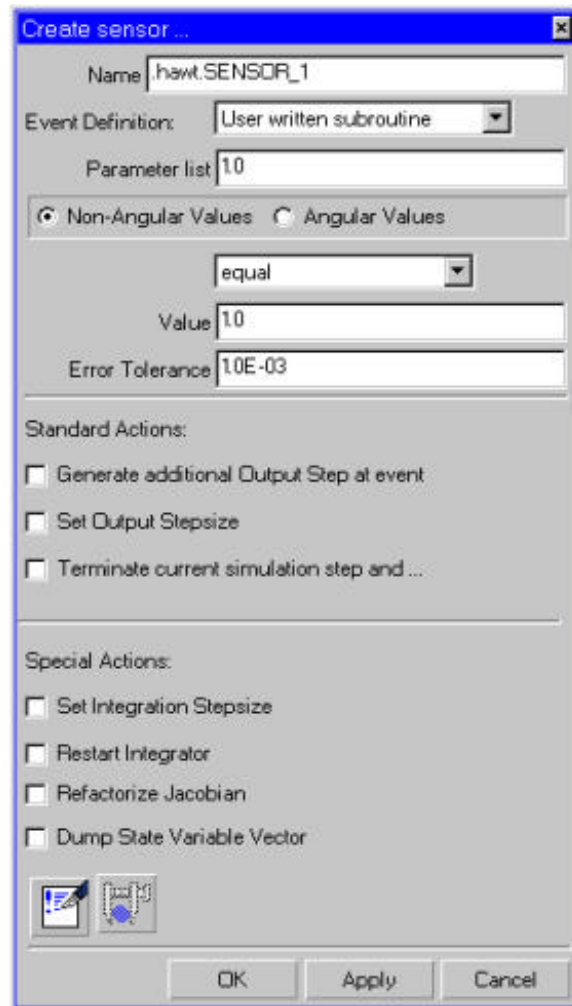 Create sensor ...
Name .hawt.SENSOR_1
Event Definition: User written subroutine
Parameter list 1.0
Non-Angular Values Angular Values
equal
Value 1.0
Error Tolerance 1.0E-03
Standard Actions:
Generate additional Output Step at event
Set Output Stepsize
Terminate current simulation step and ...
Special Actions:
Set Integration Stepsize
Restart Integrator
Refactorize Jacobian
Dump State Variable Vector
OK Apply Cancel